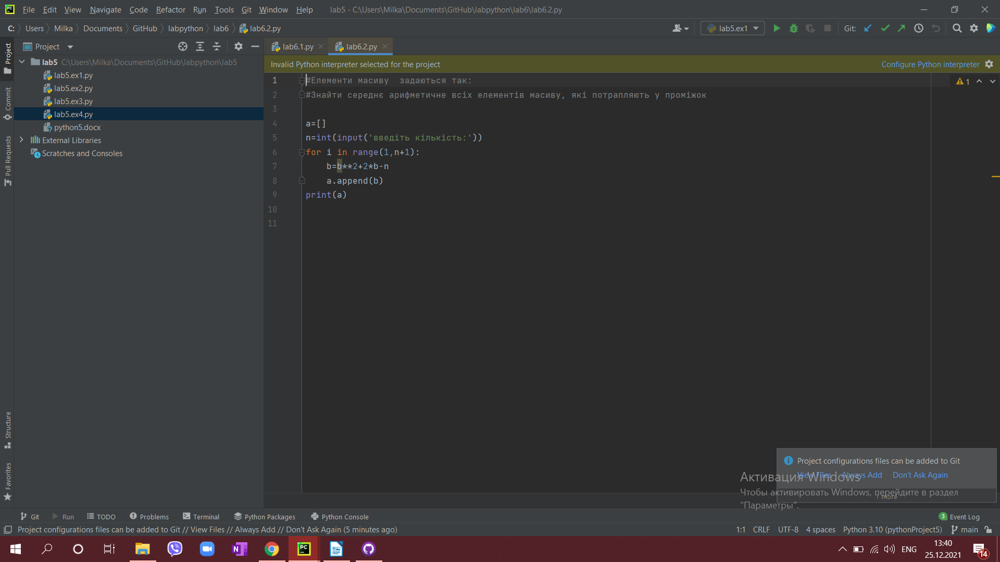 File Edit View Navigate Code Refactor Run Tools Git Window Help lab5 - C:\Users\Milka\Documents\GitHub\labpython\lab6\lab6.2.py
C: Users Milka Documents GitHub labpython lab6 lab6.2.py lab5.ex1 Git:
Project lab6.1.py lab6.2.py
Invalid Python interpreter selected for the project Configure Python interpreter
lab5 C:\Users\Milka\Documents\GitHub\labpython\lab5
lab5.ex1.py
lab5.ex2.py
lab5.ex3.py
lab5.ex4.py
python5.docx
External Libraries
Scratches and Consoles
Project
Commit
Pull Requests
Structure
Favorites
1 #Елементи масиву  задаються так:
2 #Знайти середнє арифметичне всіх елементів масиву, які потрапляють у проміжок
3
4 a=[]
5 n=int(input('введіть кількість:'))
6 for i in range(1,n+1):
7     b=b**2+2*b-n
8     a.append(b)
9 print(a)
10
11
1
Project configurations files can be added to Git
View Files Always Add Don't Ask Again
1 more
Активация Windows
Чтобы активировать Windows, перейдите в раздел
"Параметры".
Git Run TODO Problems Terminal Python Packages Python Console 3 Event Log
Project configurations files can be added to Git // View Files // Always Add // Don't Ask Again (5 minutes ago) 1:1 CRLF UTF-8 4 spaces Python 3.10 (pythonProject5) main
PC
N
ENG
13:40
25.12.2021
14